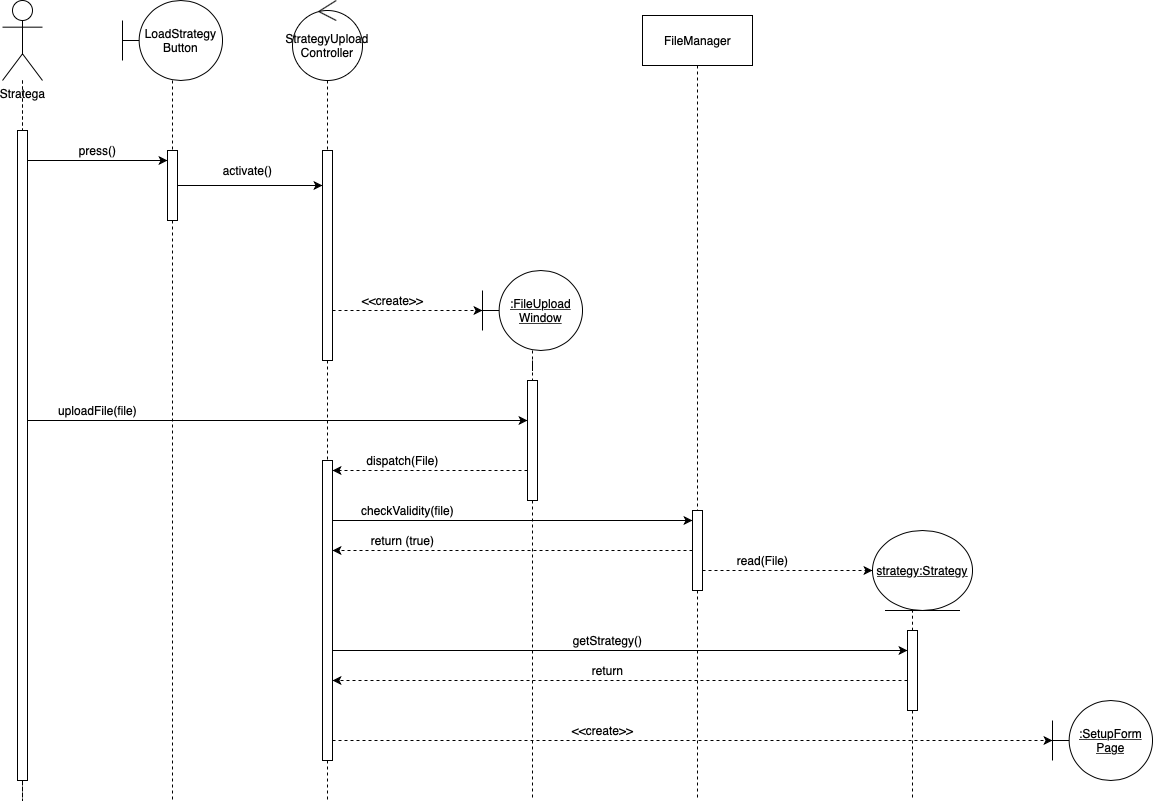 LoadStrategy
Button
StrategyUpload
Controller
FileManager
Stratega
press()
activate()
<<create>>
:FileUpload
Window
uploadFile(file)
dispatch(File)
checkValidity(file)
return (true)
read(File)
strategy:Strategy
getStrategy()
return
<<create>>
:SetupForm
Page